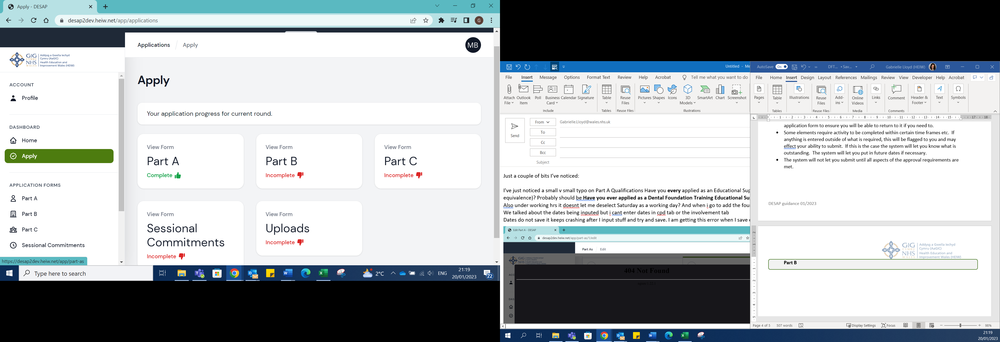 Apply - DESAP
desap2dev.heiw.net/app/applications
G
Applications
Apply
MB
GIG
CYMRU
NHS
WALES
Addysg a Gwella Iechyd
Cymru (AaGIC)
Health Education and
Improvement Wales (HEIW)
ACCOUNT
Profile
DASHBOARD
Home
Apply
APPLICATION FORMS
Part A
Part B
Part C
Sessional Commitments
https://desap2dev.heiw.net/app/part-as
Apply
Your application progress for current round.
View Form
Part A
Complete
View Form
Part B
Incomplete
View Form
Part C
Incomplete
View Form
Sessional
Commitments
Incomplete
View Form
Uploads
Incomplete
Type here to search
2°C
ENG
21:19
20/01/2023
22
Untitled - Me
File Insert Message Options Format Text Review Help Acrobat Tell me what you want to do
Attach File
Outlook Item
Poll
Business Card
Calendar
Signature
Table
Reuse Files
Pictures
Shapes
Icons
3D Models
SmartArt
Chart
Screenshot
Include
Tables
Reuse Files
Illustrations
Send
From
Gabrielle.Lloyd@wales.nhs.uk
To
Cc
Bcc
Subject
Just a couple of bits I've noticed:
I've just noticed a small v small typo on Part A Qualifications Have you every applied as an Educational Sup
equivalence)? Probably should be Have you ever applied as a Dental Foundation Training Educational Su
Also under working hrs it doesnt let me deselect Saturday as a working day? And when i go to add the four
We talked about the dates being inputed but i cant enter dates in cpd tab or the involvement tab
Dates do not save it keeps crashing after I input stuff and try and save. I am getting this error when I save
Edit Part A - DESAP
desap2dev.heiw.net/app/part-as/1/edit
Part As
Edit
404 Not Found
nginx/1.22.1
AutoSave
On
DFT... • Sav...
Gabrielle Lloyd (HEIW)
File Home Insert Design Layout References Mailings Review View Developer Help Acrobat
Pages
Table
Illustrations
Reuse Files
Add-ins
Online Videos
Links
Comment
Header & Footer
Text
Symbols
Tables
Reuse Files
Media
Comments
application form to ensure you will be able to return to it if you need to.
• Some elements require activity to be completed within certain time frames etc. If
anything is entered outside of what is required, this will be flagged to you and may
effect your ability to submit. If this is the case the system will let you know what is
outstanding. The system will let you put in future dates if necessary.
• The system will not let you submit until all aspects of the approval requirements are
met.
DESAP guidance 01/2023
GIG
CYMRU
NHS
WALES
Addysg a Gwella Iechyd
Cymru (AaGIC)
Health Education and
Improvement Wales (HEIW)
Part B
Page 4 of 5
507 words
Display Settings
Focus
98%
21:19
20/01/2023